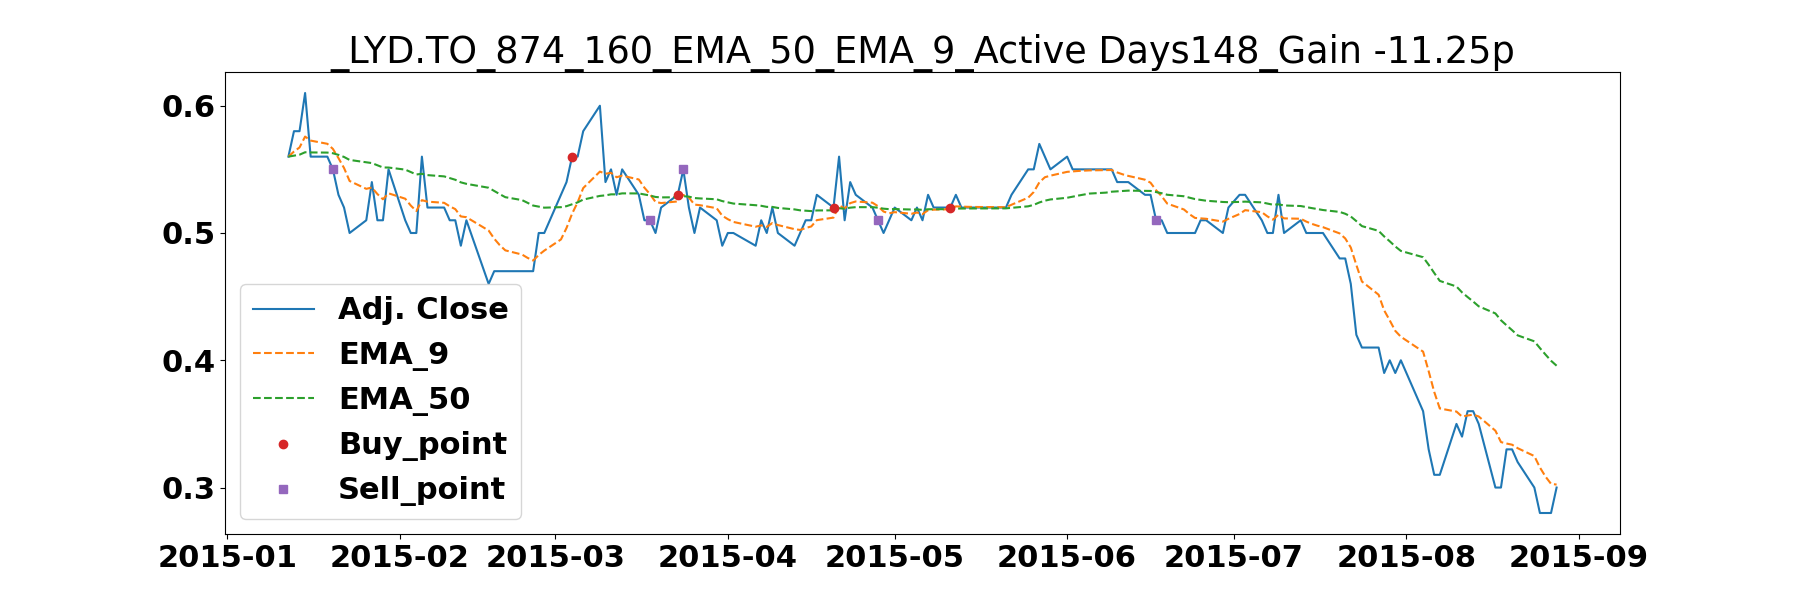 _LYD.TO_874_160_EMA_50_EMA_9_Active Days148_Gain -11.25p
0.6
0.5
0.4
0.3
Adj. Close
EMA_9
EMA_50
Buy_point
Sell_point
2015-01 2015-02 2015-03 2015-04 2015-05 2015-06 2015-07 2015-08 2015-09